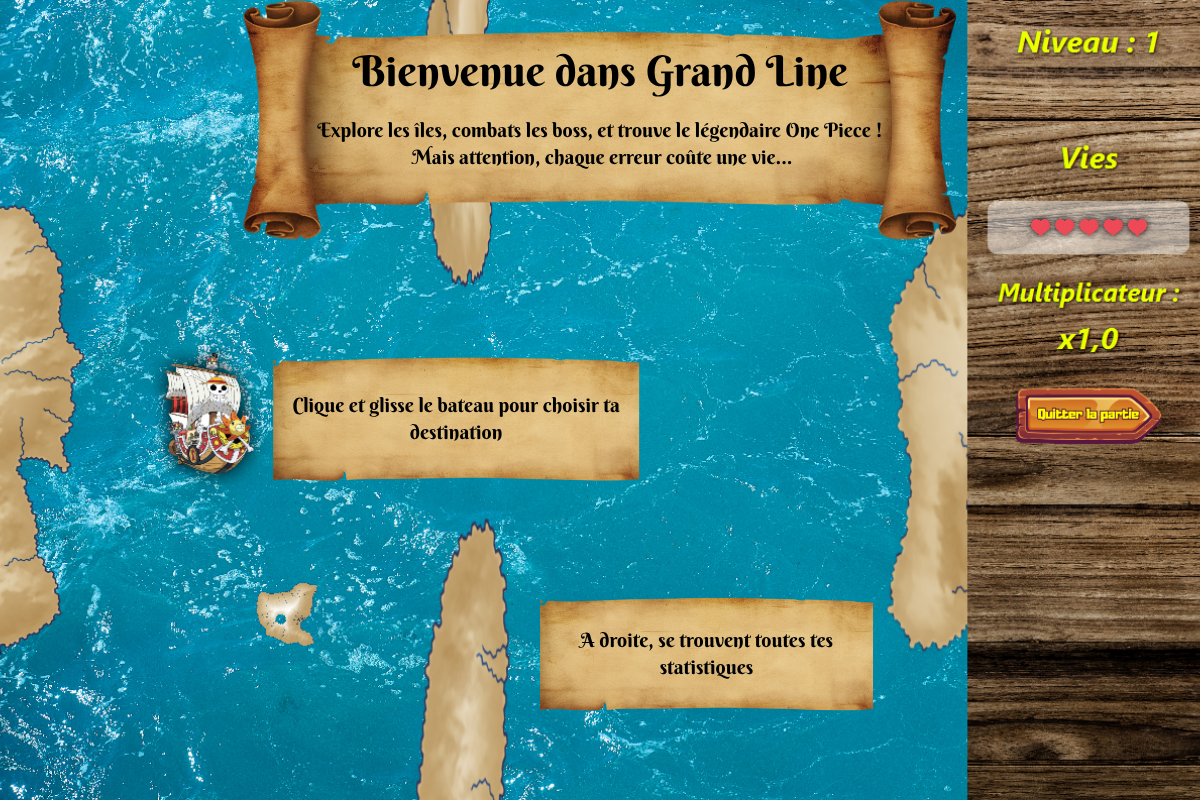 Bienvenue dans Grand Line
Explore les îles, combats les boss, et trouve le légendaire One Piece !
Mais attention, chaque erreur coûte une vie...
Clique et glisse le bateau pour choisir ta
destination
A droite, se trouvent toutes tes
statistiques
Niveau : 1
Vies
Multiplicateur :
x1,0
Quitter la partie